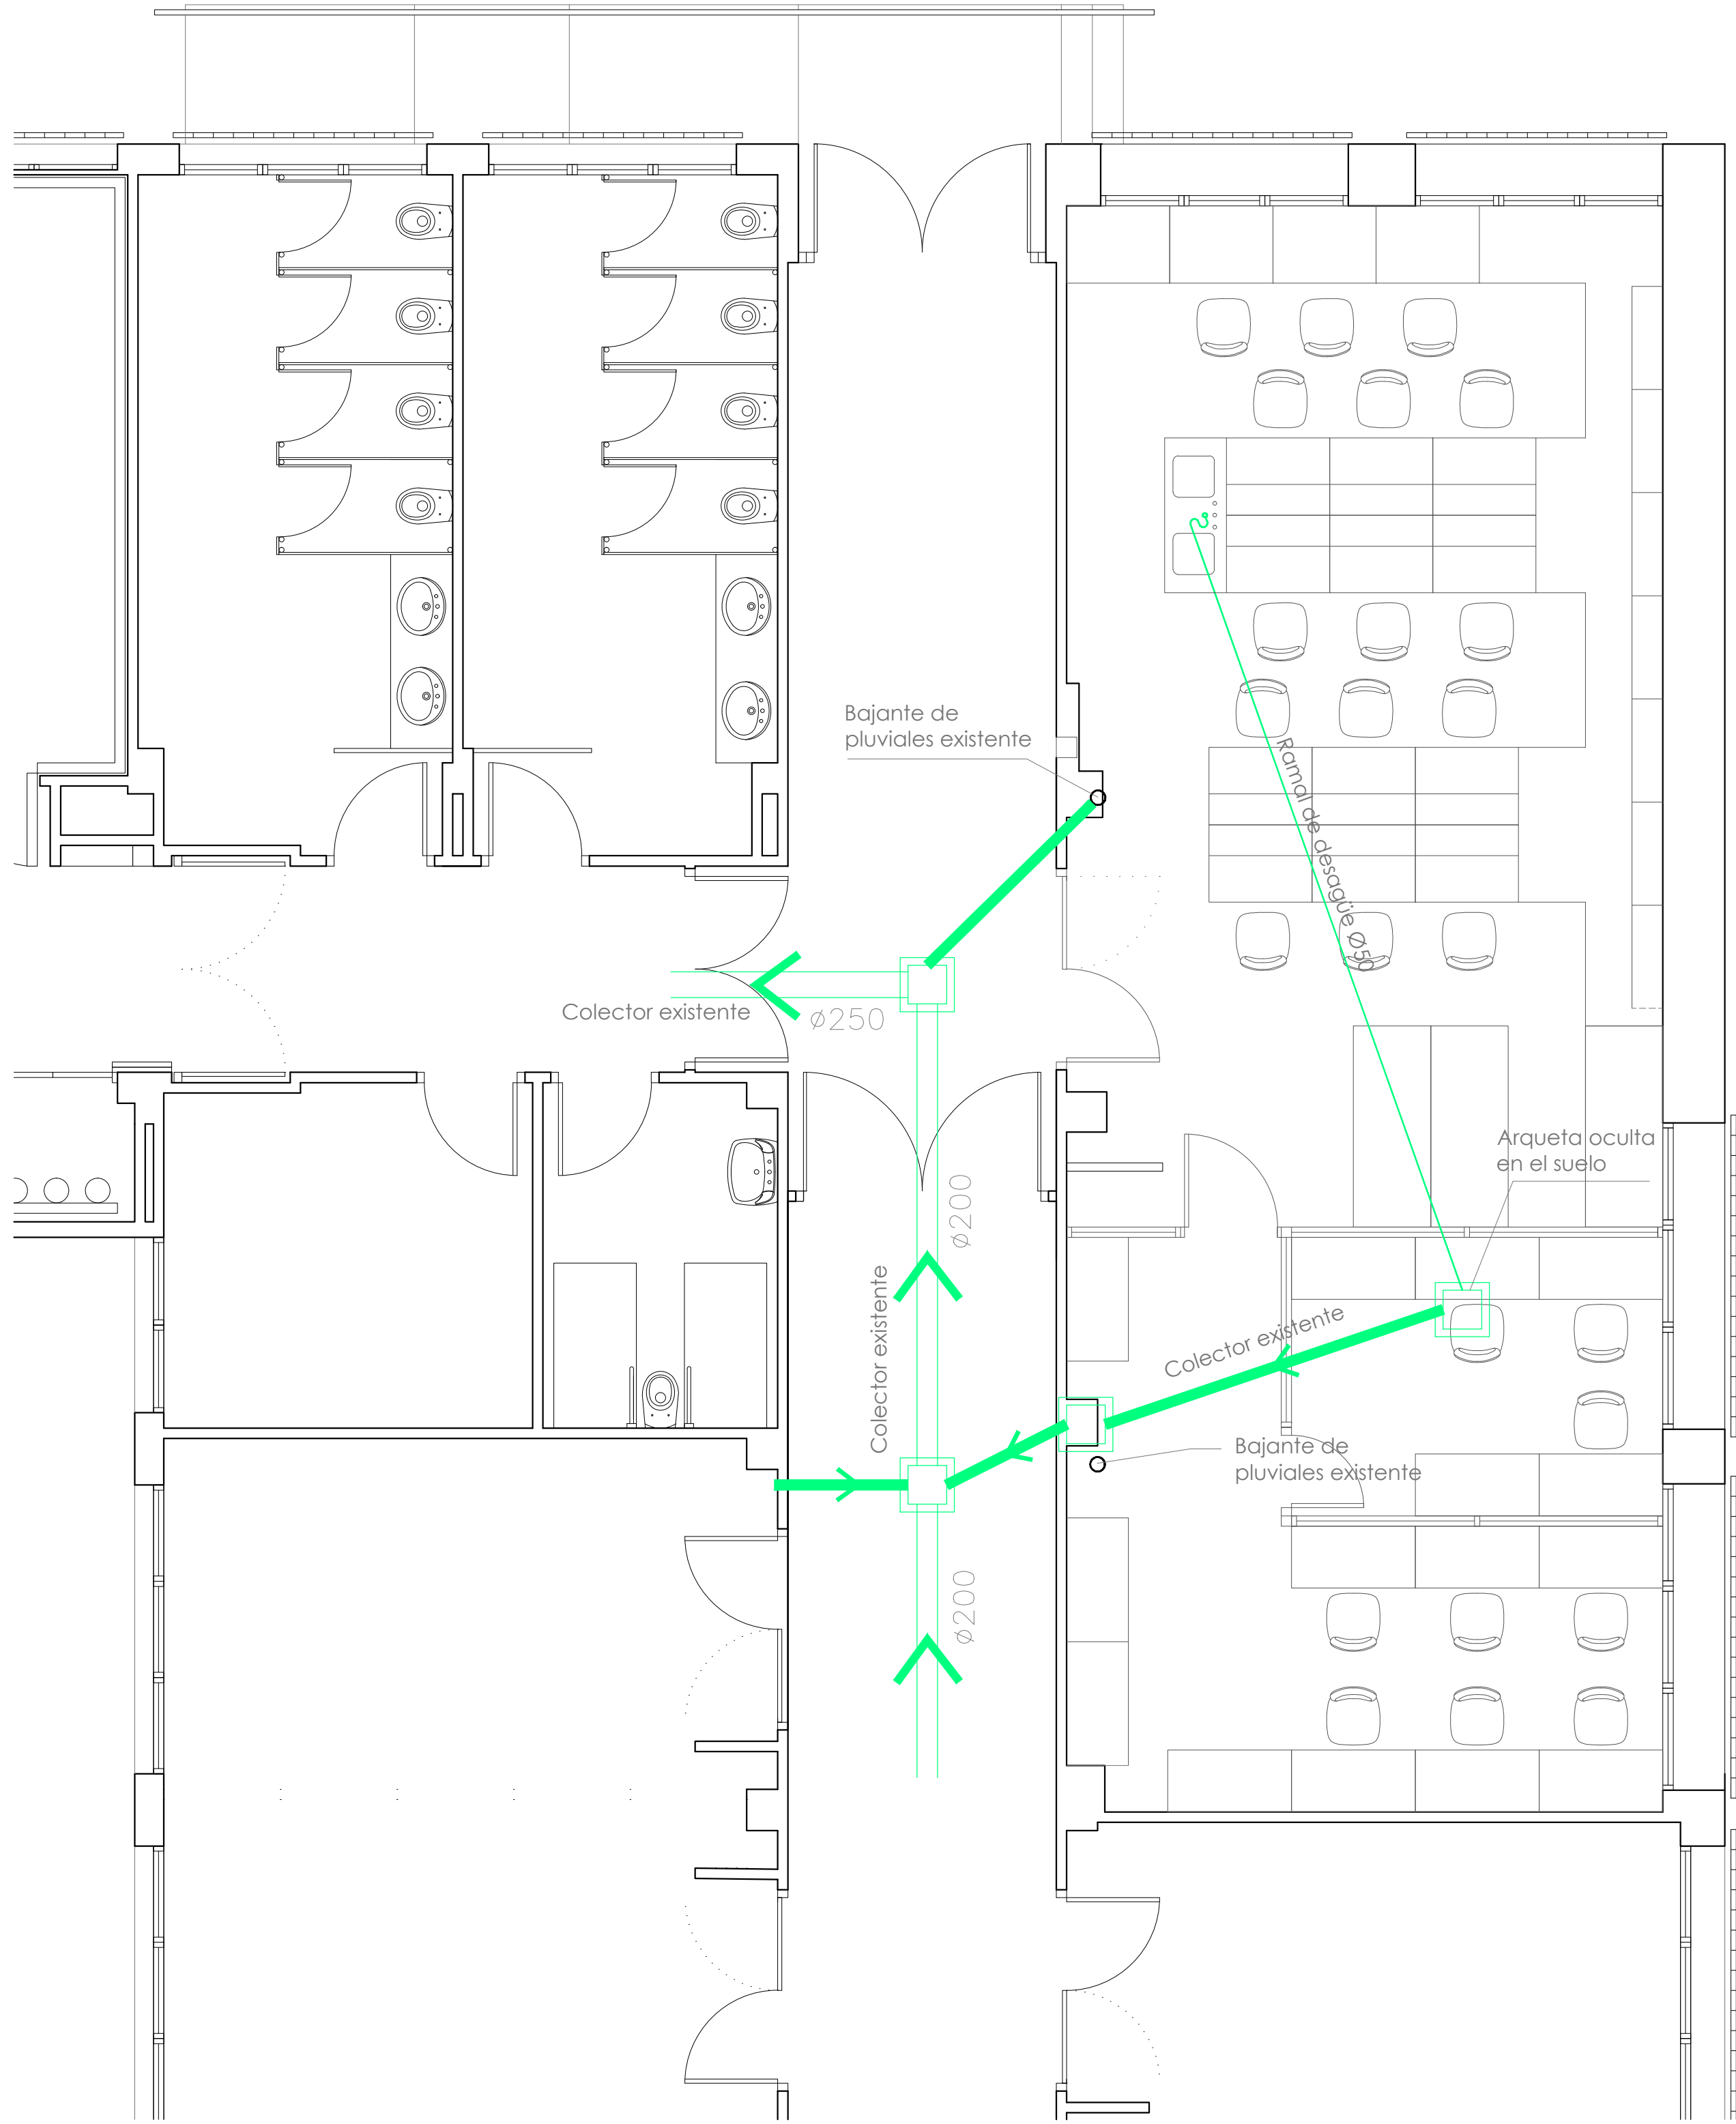 Bajante de
pluviales existente
Ramal de desagüe Ø50
Colector existente
ø250
Arqueta oculta
en el suelo
ø200
Colector existente
Colector existente
Bajante de
pluviales existente
ø200